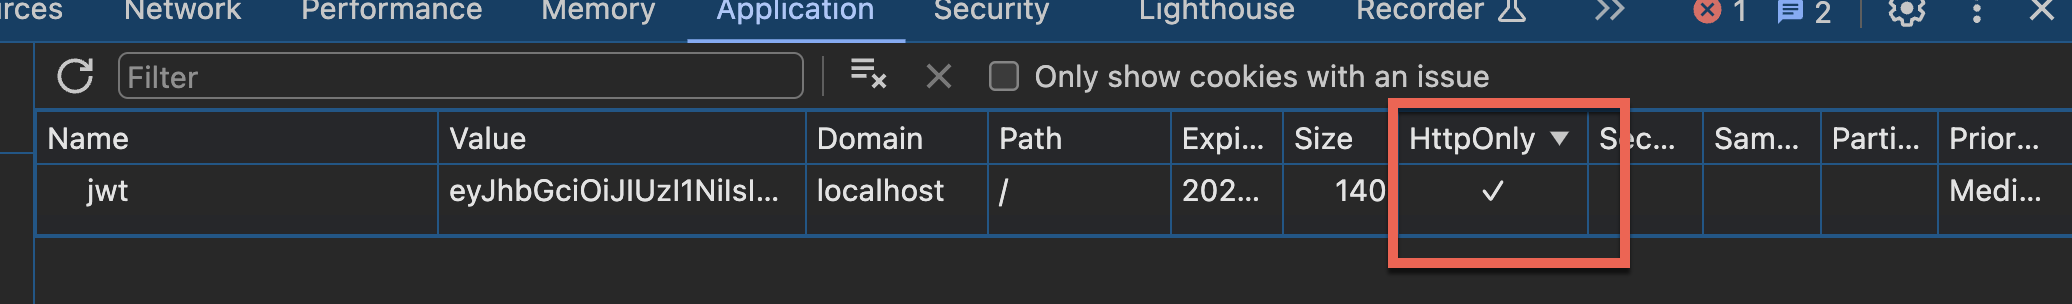 urces Network Performance Memory Application Security Lighthouse Recorder 1 2
Filter Only show cookies with an issue
Name Value Domain Path Expi... Size HttpOnly Sec... Sam... Parti... Prior...
jwt eyJhbGciOiJIUzI1NiIsI... localhost / 202... 140 ✓ Medi...